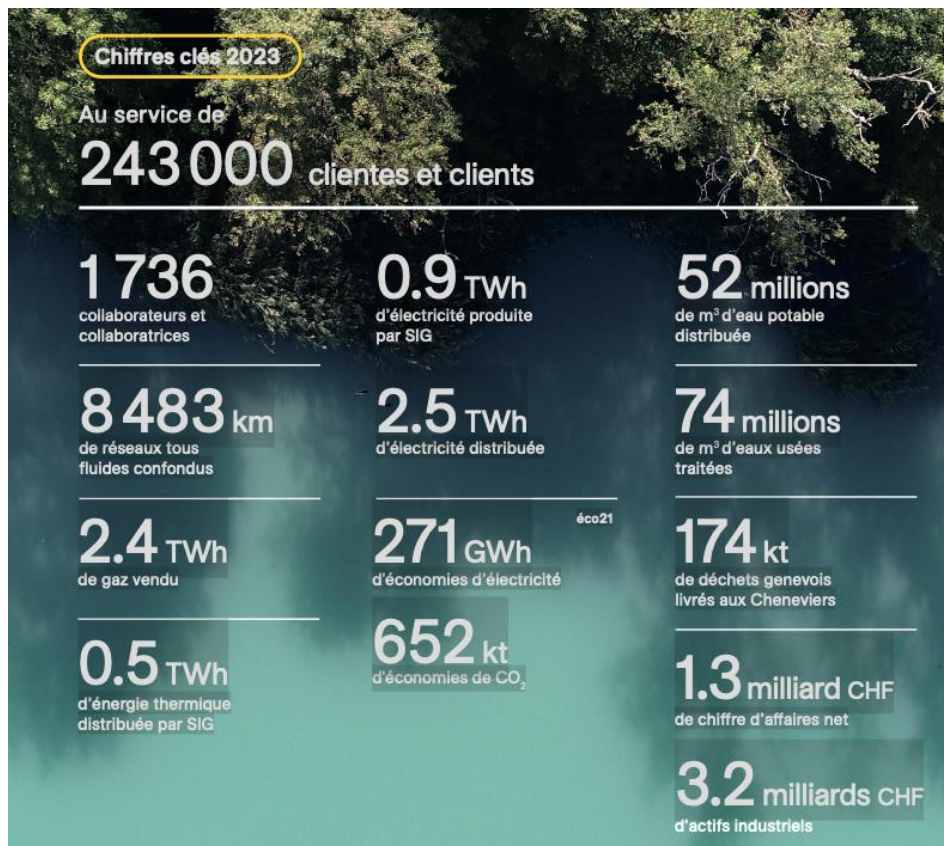 Chiffres clés 2023
Au service de
243 000 clientes et clients
1 736
collaborateurs et
collaboratrices
8 483 km
de réseaux tous
fluides confondus
2.4 TWh
de gaz vendu
0.5 TWh
d'énergie thermique
distribuée par SIG
0.9 TWh
d'électricité produite
par SIG
2.5 TWh
d'électricité distribuée
éco21
271 GWh
d'économies d'électricité
652 kt
d'économies de CO₂
52 millions
de m³ d'eau potable
distribuée
74 millions
de m³ d'eaux usées
traitées
174 kt
de déchets genevois
livrés aux Cheneviers
1.3 milliard CHF
de chiffre d'affaires net
3.2 milliards CHF
d'actifs industriels